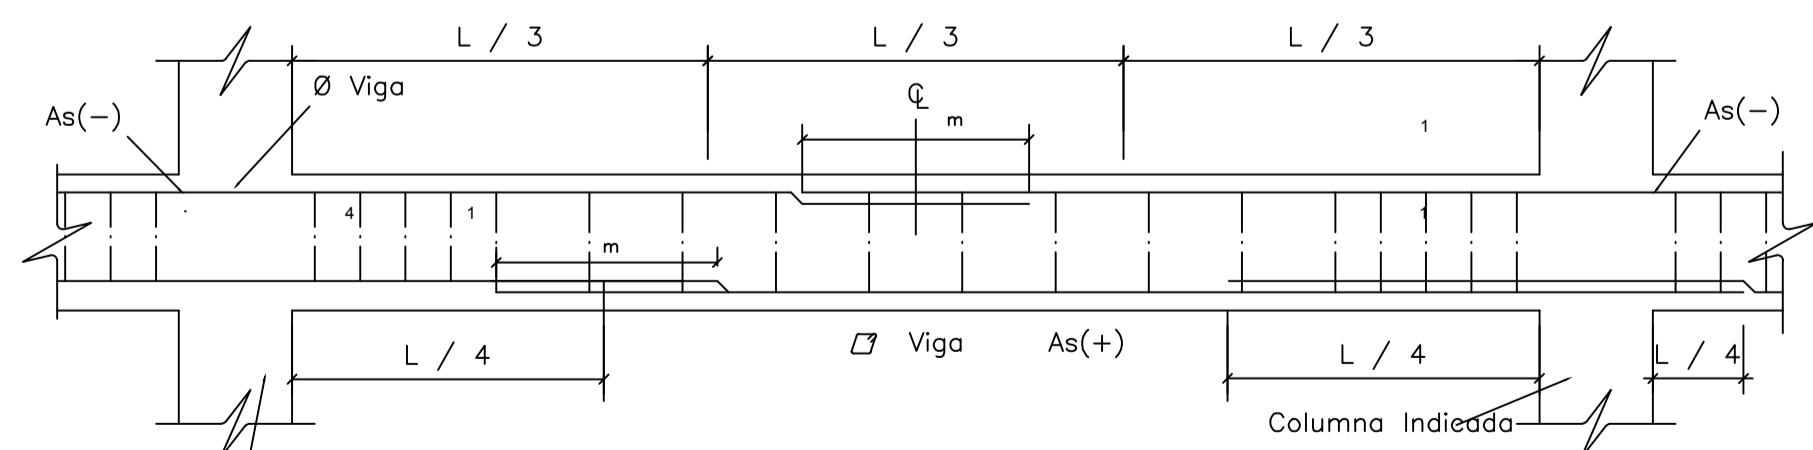 L / 3 L / 3 L / 3
Ø Viga
℄
As(-) m 1 As(-)
4 1 1
m
L / 4 Viga As(+) L / 4 L / 4
Columna Indicada